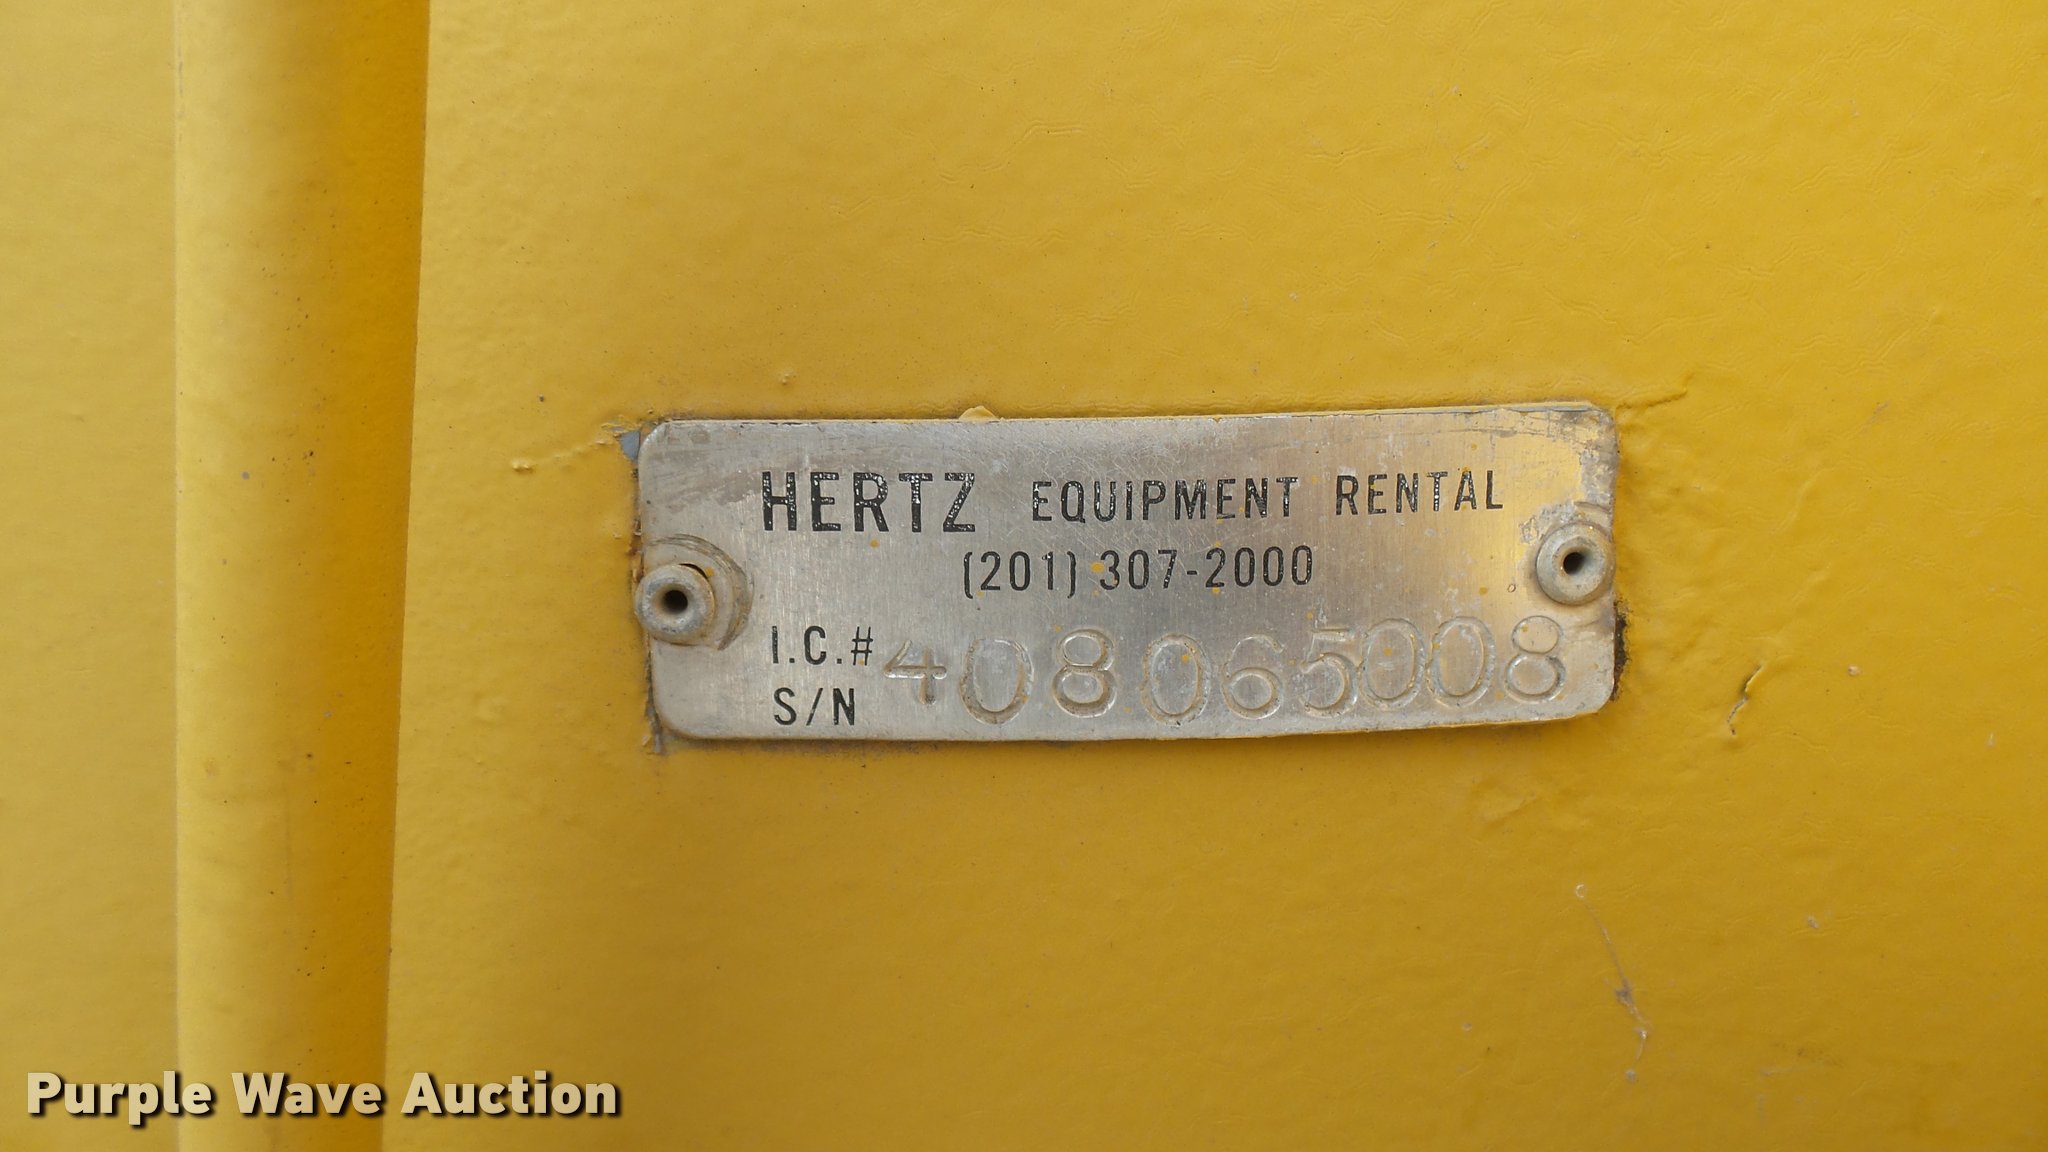 HERTZ EQUIPMENT RENTAL
(201) 307-2000
I.C.# 408065008
S/N
Purple Wave Auction